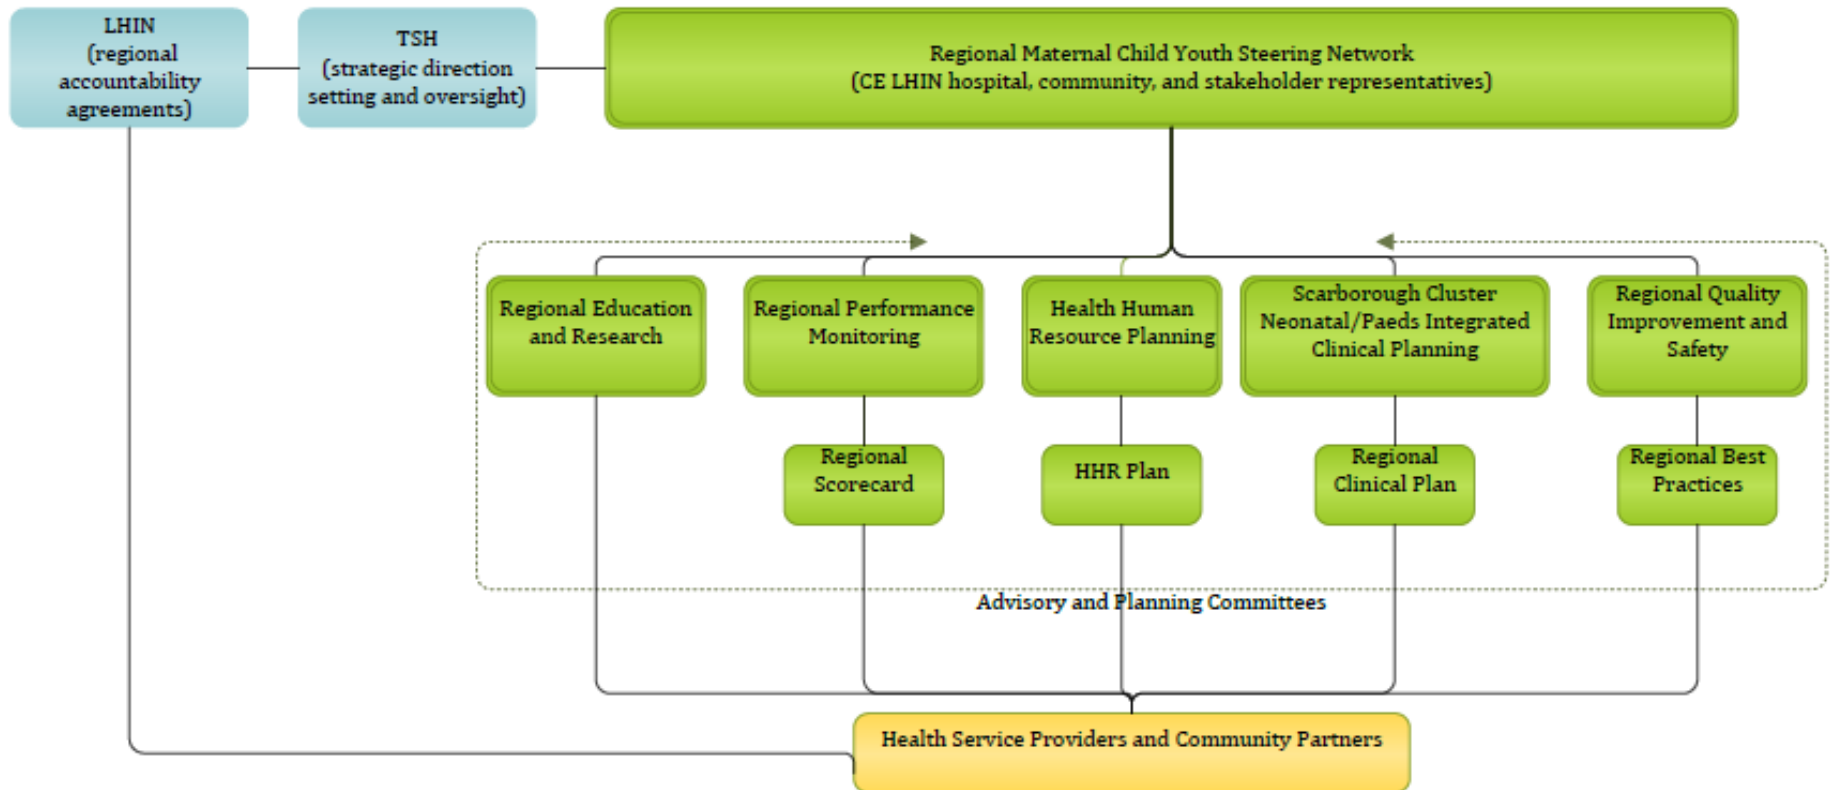 LHIN
(regional
accountability
agreements)
TSH
(strategic direction
setting and oversight)
Regional Maternal Child Youth Steering Network
(CE LHIN hospital, community, and stakeholder representatives)
Regional Education
and Research
Regional Performance
Monitoring
Health Human
Resource Planning
Scarborough Cluster
Neonatal/Paeds Integrated
Clinical Planning
Regional Quality
Improvement and
Safety
Regional
Scorecard
HHR Plan
Regional
Clinical Plan
Regional Best
Practices
Advisory and Planning Committees
Health Service Providers and Community Partners